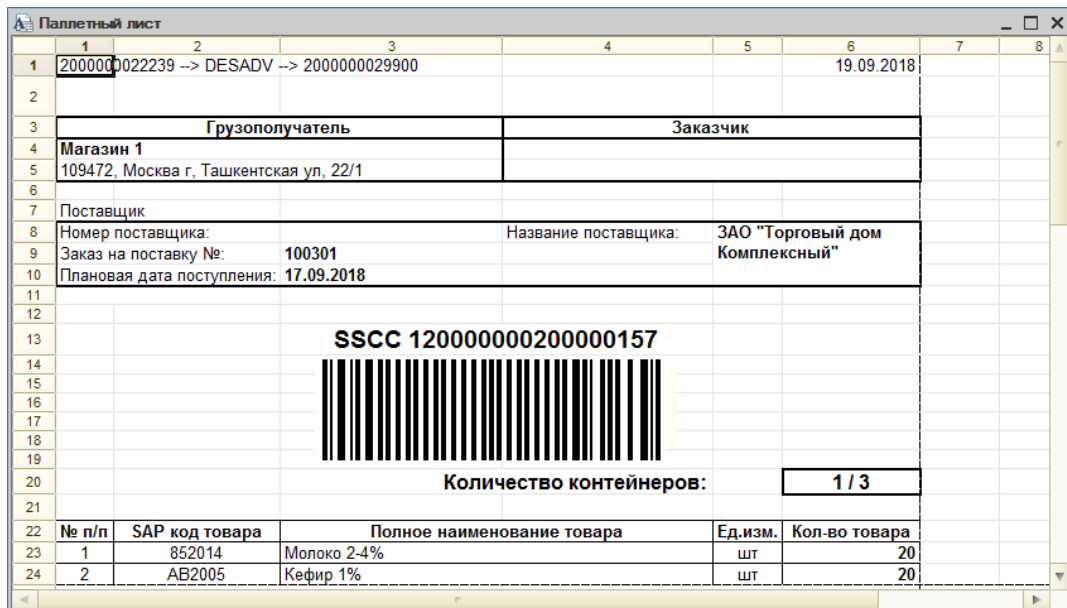 Паллетный лист
1 2 3 4 5 6 7 8
1 2000000022239 --> DESADV --> 2000000029900 19.09.2018
2
3 Грузополучатель Заказчик
4 Магазин 1
5 109472, Москва г, Ташкентская ул, 22/1
6
7 Поставщик
8 Номер поставщика: Название поставщика: ЗАО "Торговый дом
9 Заказ на поставку №: 100301 Комплексный"
10 Плановая дата поступления: 17.09.2018
11
12
13 SSCC 120000000200000157
14
15
16
17
18
19
20 Количество контейнеров: 1 / 3
21
22 № п/п SAP код товара Полное наименование товара Ед.изм. Кол-во товара
23 1 852014 Молоко 2-4% шт 20
24 2 АВ2005 Кефир 1% шт 20